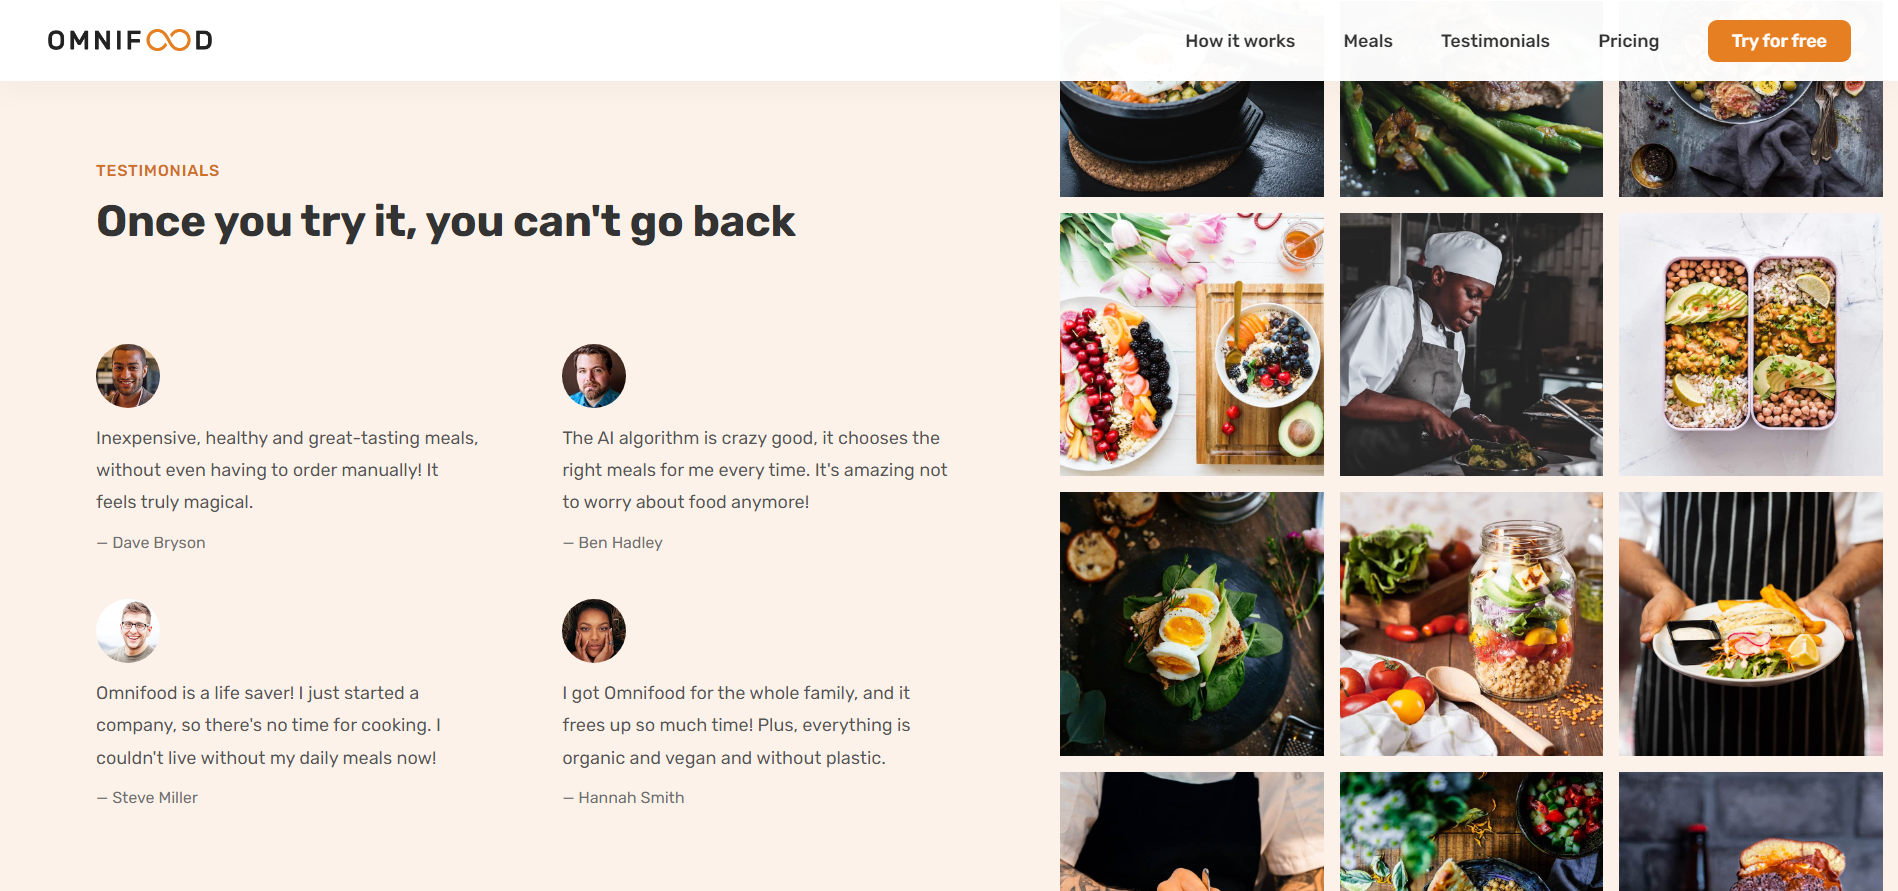 OMNIFOOD
How it works
Meals
Testimonials
Pricing
Try for free
TESTIMONIALS
Once you try it, you can't go back
Inexpensive, healthy and great-tasting meals,
without even having to order manually! It
feels truly magical.
— Dave Bryson
The AI algorithm is crazy good, it chooses the
right meals for me every time. It's amazing not
to worry about food anymore!
— Ben Hadley
Omnifood is a life saver! I just started a
company, so there's no time for cooking. I
couldn't live without my daily meals now!
— Steve Miller
I got Omnifood for the whole family, and it
frees up so much time! Plus, everything is
organic and vegan and without plastic.
— Hannah Smith